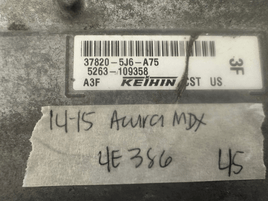 37820-5J6-A75
5263-109358
A3F KEIHIN CST US
3F
14-15 Acura MDX
4E386 45